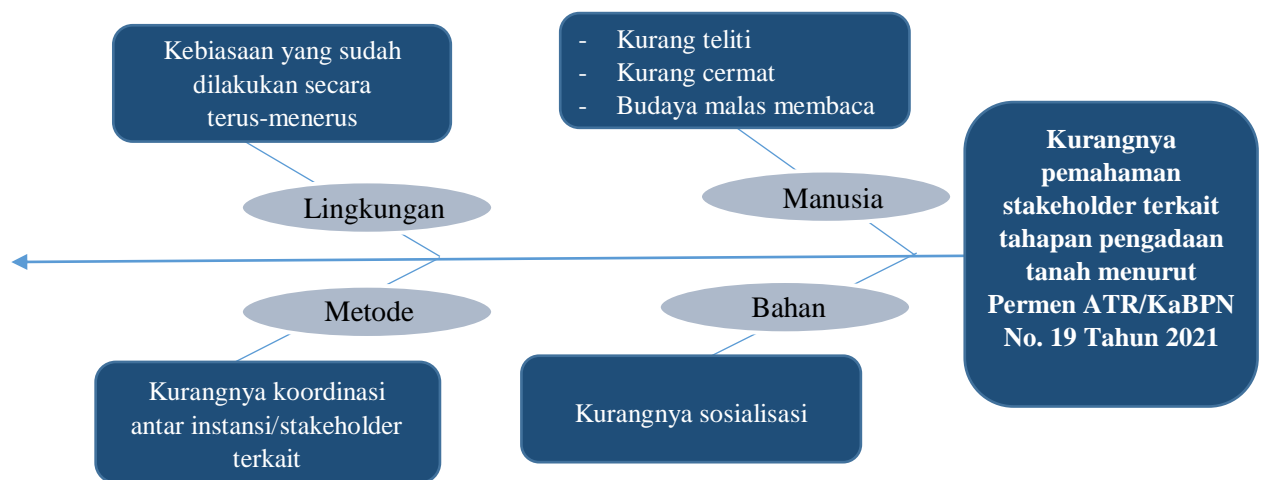 Kebiasaan yang sudah
dilakukan secara
terus-menerus
- Kurang teliti
- Kurang cermat
- Budaya malas membaca
Lingkungan
Manusia
Kurangnya
pemahaman
stakeholder terkait
tahapan pengadaan
tanah menurut
Permen ATR/KaBPN
No. 19 Tahun 2021
Metode
Bahan
Kurangnya koordinasi
antar instansi/stakeholder
terkait
Kurangnya sosialisasi